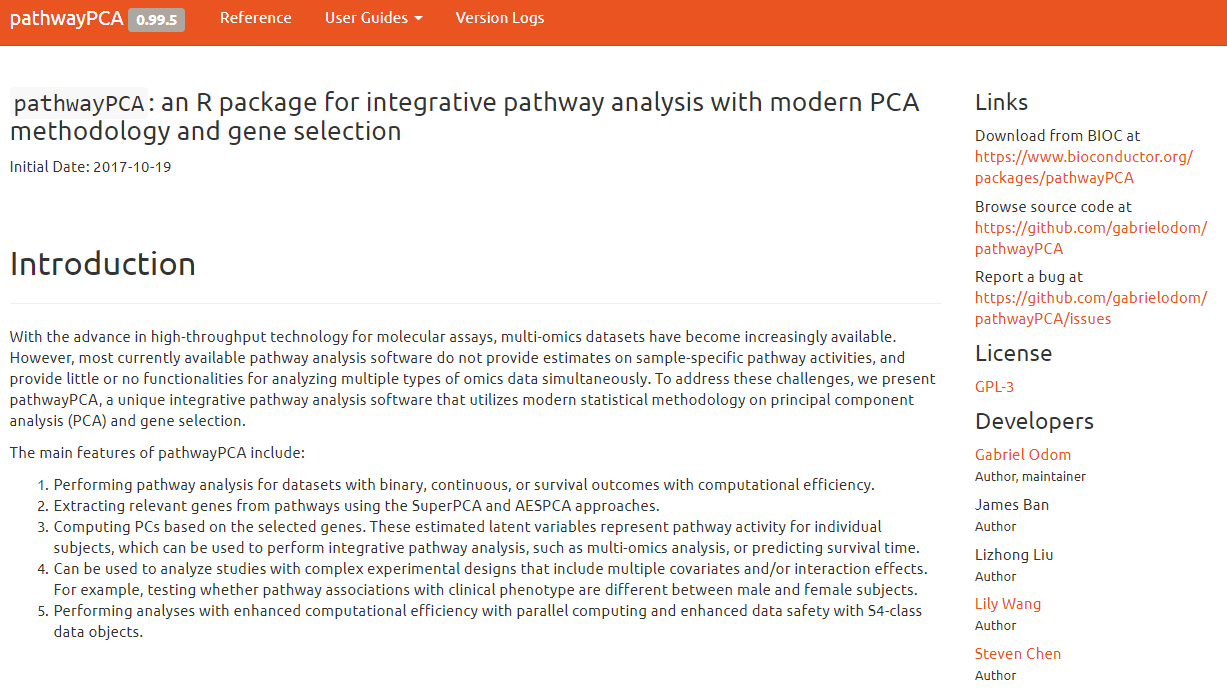 pathwayPCA 0.99.5 Reference User Guides Version Logs
pathwayPCA: an R package for integrative pathway analysis with modern PCA
methodology and gene selection
Initial Date: 2017-10-19
Introduction
With the advance in high-throughput technology for molecular assays, multi-omics datasets have become increasingly available.
However, most currently available pathway analysis software do not provide estimates on sample-specific pathway activities, and
provide little or no functionalities for analyzing multiple types of omics data simultaneously. To address these challenges, we present
pathwayPCA, a unique integrative pathway analysis software that utilizes modern statistical methodology on principal component
analysis (PCA) and gene selection.
The main features of pathwayPCA include:
1. Performing pathway analysis for datasets with binary, continuous, or survival outcomes with computational efficiency.
2. Extracting relevant genes from pathways using the SuperPCA and AESPCA approaches.
3. Computing PCs based on the selected genes. These estimated latent variables represent pathway activity for individual
subjects, which can be used to perform integrative pathway analysis, such as multi-omics analysis, or predicting survival time.
4. Can be used to analyze studies with complex experimental designs that include multiple covariates and/or interaction effects.
For example, testing whether pathway associations with clinical phenotype are different between male and female subjects.
5. Performing analyses with enhanced computational efficiency with parallel computing and enhanced data safety with S4-class
data objects.
Links
Download from BIOC at
https://www.bioconductor.org/
packages/pathwayPCA
Browse source code at
https://github.com/gabrielodom/
pathwayPCA
Report a bug at
https://github.com/gabrielodom/
pathwayPCA/issues
License
GPL-3
Developers
Gabriel Odom
Author, maintainer
James Ban
Author
Lizhong Liu
Author
Lily Wang
Author
Steven Chen
Author